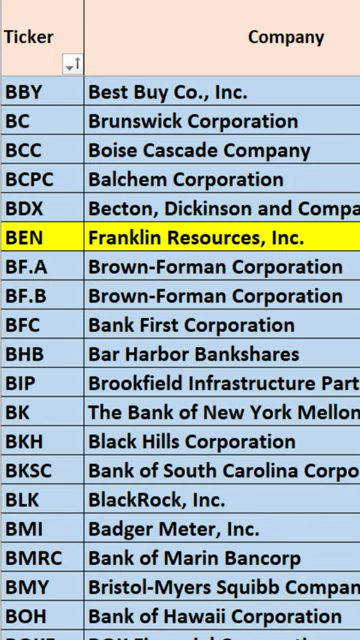 Ticker Company
BBY Best Buy Co., Inc.
BC Brunswick Corporation
BCC Boise Cascade Company
BCPC Balchem Corporation
BDX Becton, Dickinson and Compa
BEN Franklin Resources, Inc.
BF.A Brown-Forman Corporation
BF.B Brown-Forman Corporation
BFC Bank First Corporation
BHB Bar Harbor Bankshares
BIP Brookfield Infrastructure Part
BK The Bank of New York Mellon
BKH Black Hills Corporation
BKSC Bank of South Carolina Corpo
BLK BlackRock, Inc.
BMI Badger Meter, Inc.
BMRC Bank of Marin Bancorp
BMY Bristol-Myers Squibb Compan
BOH Bank of Hawaii Corporation